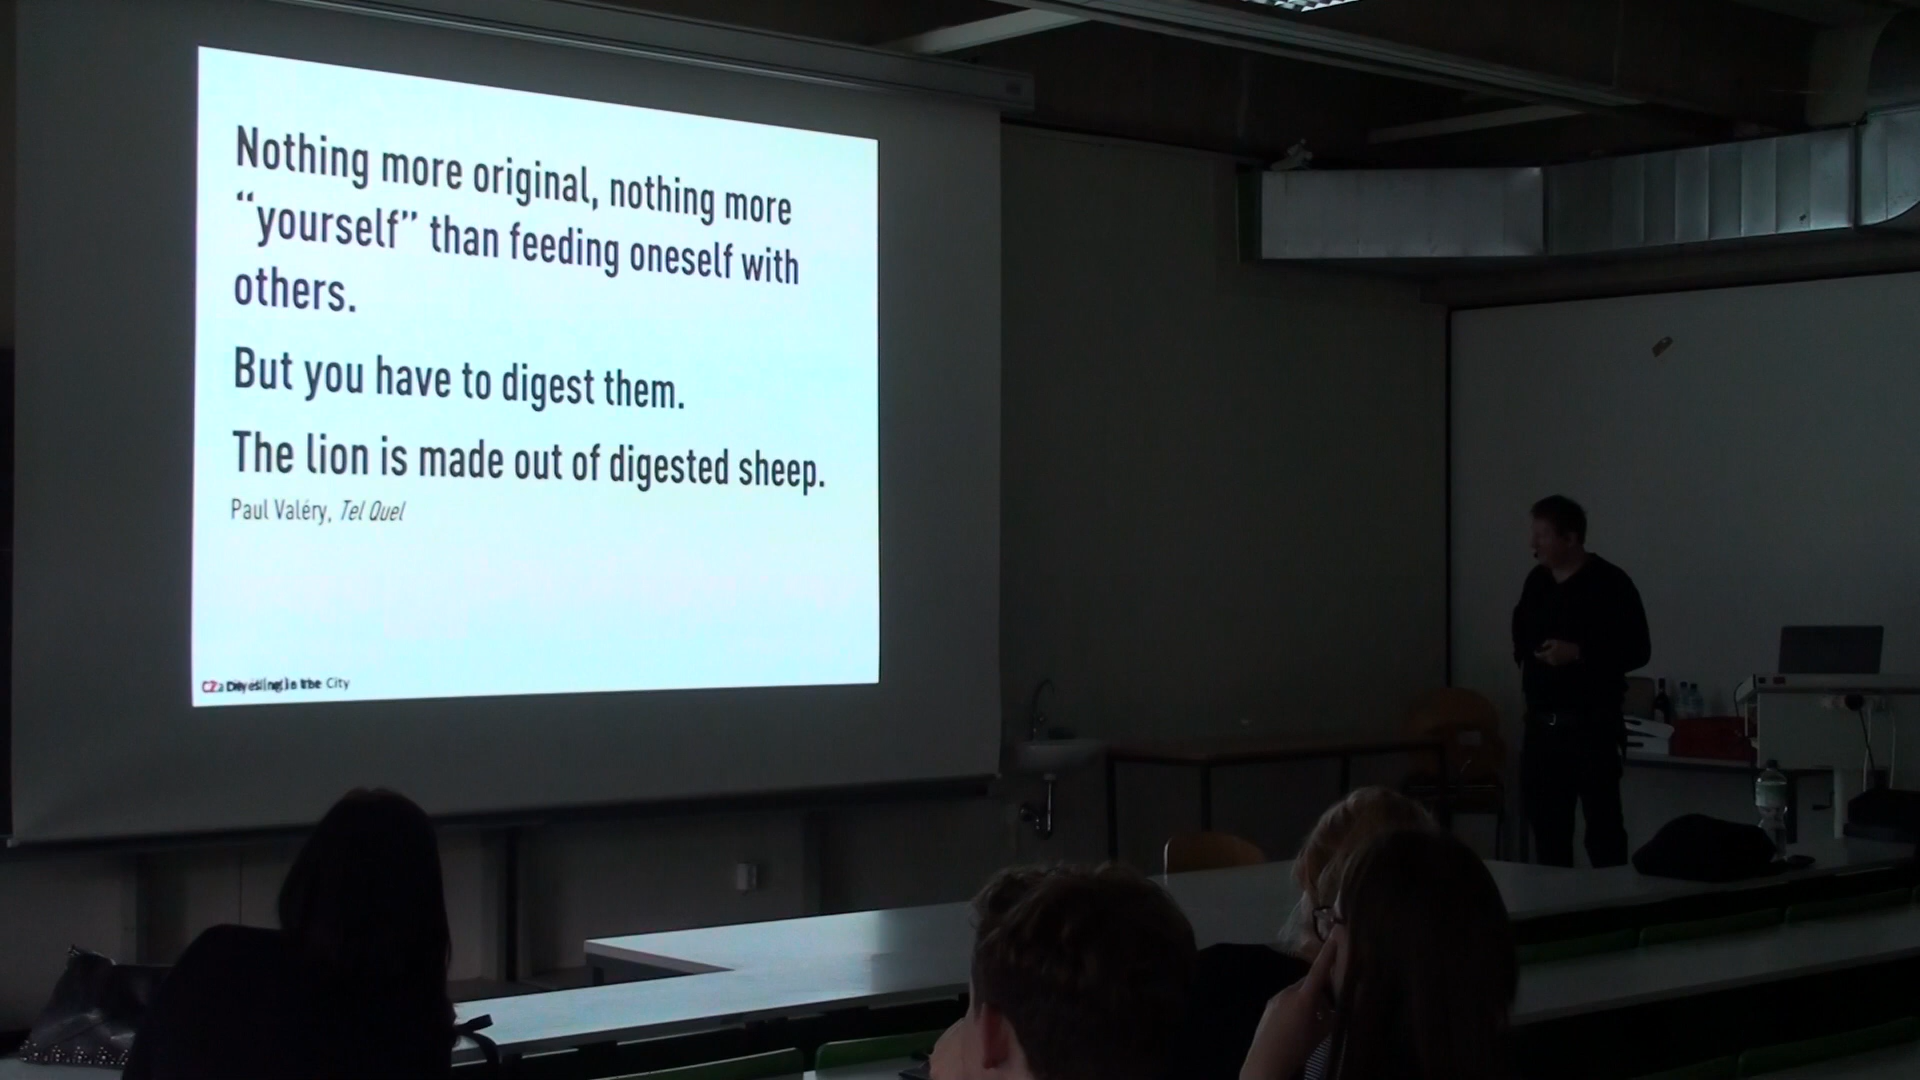 Nothing more original, nothing more
“yourself” than feeding oneself with
others.
But you have to digest them.
The lion is made out of digested sheep.
Paul Valéry, Tel Quel
City